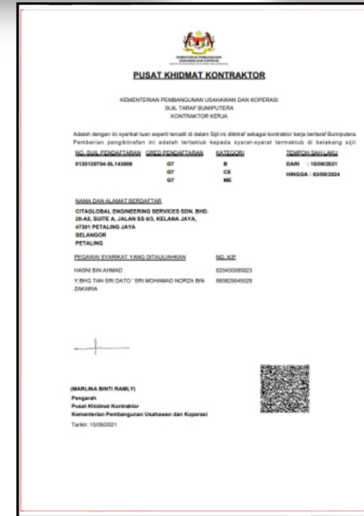 PUSAT KHIDMAT KONTRAKTOR
KEMENTERIAN PEMBANGUNAN USAHAWAN DAN KOPERASI
SIJIL TARAF BUMIPUTERA
KONTRAKTOR KERJA
Adalah dengan ini syarikat tuan seperti tercatit di dalam Sijil ini diiktiraf sebagai kontraktor kerja bertaraf Bumiputera.
Pemberian pengiktirafan ini adalah tertakluk kepada syarat-syarat termaktub di belakang sijil.
NO. SIJIL PENDAFTARAN GRED PENDAFTARAN KATEGORI TEMPOH SAH LAKU
G7 B DARI : 15/09/2021
G7 CE HINGGA : 03/08/2024
G7 ME
NAMA DAN ALAMAT BERDAFTAR
CITAGLOBAL ENGINEERING SERVICES SDN. BHD.
20-A5, SUITE A, JALAN SS 6/3, KELANA JAYA,
47301 PETALING JAYA
SELANGOR
PETALING
PEGAWAI SYARIKAT YANG DITAULIAHKAN NO. K/P
HASNI BIN AHMAD
Y.BHG TAN SRI DATO' SRI MOHAMAD NORZA BIN
ZAKARIA
(MARLINA BINTI RAMLY)
Pengarah
Pusat Khidmat Kontraktor
Kementerian Pembangunan Usahawan dan Koperasi
Tarikh: 15/09/2021